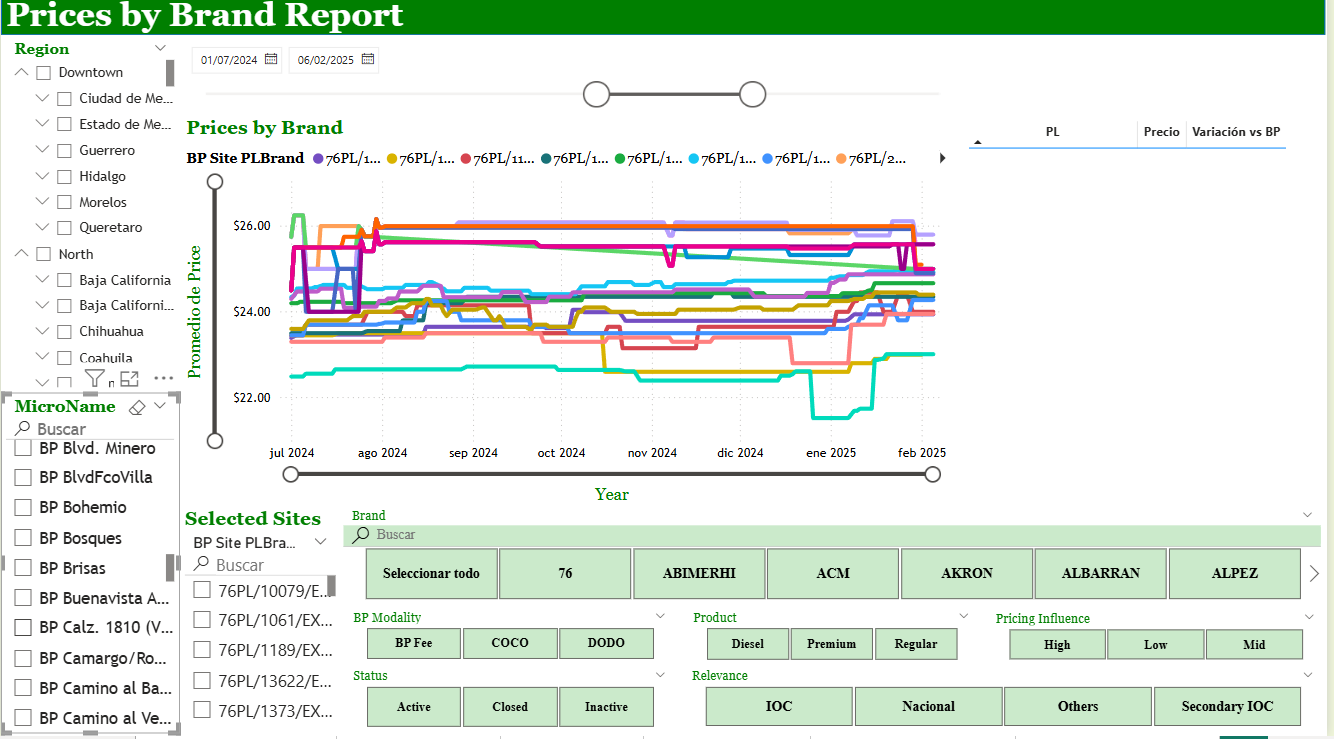 Prices by Brand Report
Region
Downtown
Ciudad de Me...
Estado de Me...
Guerrero
Hidalgo
Morelos
Queretaro
North
Baja California
Baja Californi...
Chihuahua
Coahuila
MicroName
Buscar
BP Blvd. Minero
BP BlvdFcoVilla
BP Bohemio
BP Bosques
BP Brisas
BP Buenavista A...
BP Calz. 1810 (V...
BP Camargo/Ro...
BP Camino al Ba...
BP Camino al Ve...
01/07/2024 06/02/2025
Prices by Brand
BP Site PLBrand 76PL/1... 76PL/1... 76PL/11... 76PL/1... 76PL/1... 76PL/1... 76PL/1... 76PL/2...
Promedio de Price
$26.00
$24.00
$22.00
jul 2024 ago 2024 sep 2024 oct 2024 nov 2024 dic 2024 ene 2025 feb 2025
Year
PL Precio Variación vs BP
Selected Sites
BP Site PLBra...
Buscar
76PL/10079/E...
76PL/1061/EX...
76PL/1189/EX...
76PL/13622/E...
76PL/1373/EX...
Brand
Buscar
Seleccionar todo 76 ABIMERHI ACM AKRON ALBARRAN ALPEZ
BP Modality
BP Fee COCO DODO
Product
Diesel Premium Regular
Pricing Influence
High Low Mid
Status
Active Closed Inactive
Relevance
IOC Nacional Others Secondary IOC